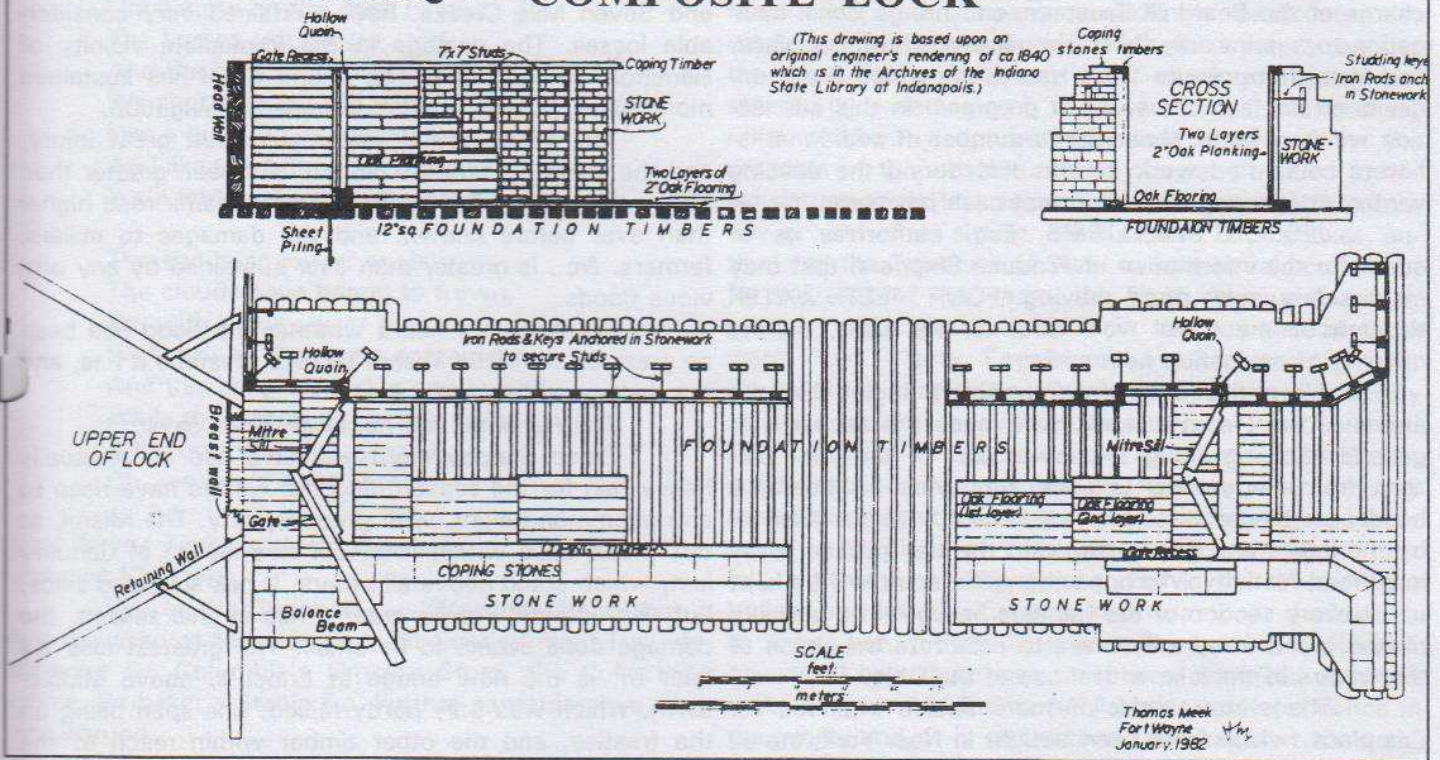 COMPOSITE LOCK
Hollow
Quoin
Gate Recess
7"x7" Studs
Coping Timber
Head Wall
STONE
WORK
Oak Planking
Two Layers of
2" Oak Flooring
12" sq. FOUNDATION TIMBERS
Sheet
Piling
(This drawing is based upon an
original engineer's rendering of ca.1840
which is in the Archives of the Indiana
State Library at Indianapolis.)
Coping
stones timbers
CROSS
SECTION
Studding keye
Iron Rods anch
in Stonework
Two Layers
2" Oak Planking
STONE-
WORK
Oak Flooring
FOUNDATION TIMBERS
Iron Rods & Keys Anchored in Stonework
to secure Studs
Hollow
Quoin
Hollow
Quoin
UPPER END
OF LOCK
Breast wall
Mitre
Sill
Gate
FOUNDATION TIMBERS
Mitre Sill
Oak Flooring
(1st. layer)
Oak Flooring
(2nd layer)
Gate Recess
COPING TIMBERS
COPING STONES
STONE WORK
STONE WORK
Retaining Wall
Balance
Beam
SCALE
feet
meters
Thomas Meek
Fort Wayne
January, 1982